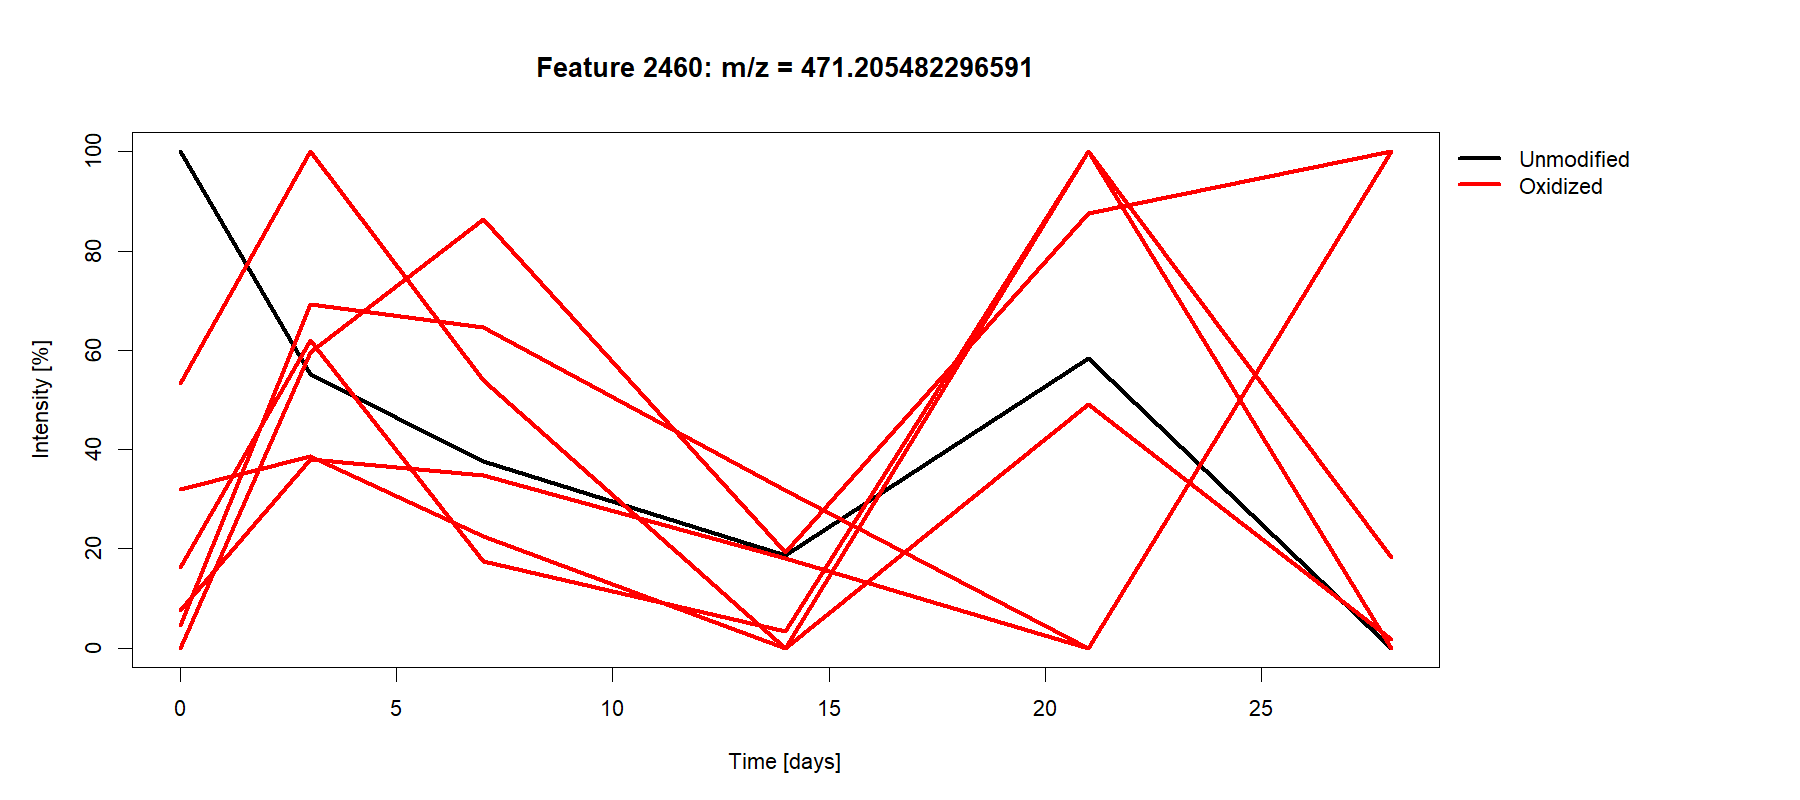 Feature 2460: m/z = 471.205482296591
Unmodified
Oxidized
Intensity [%]
100
80
60
40
20
0
0 5 10 15 20 25
Time [days]